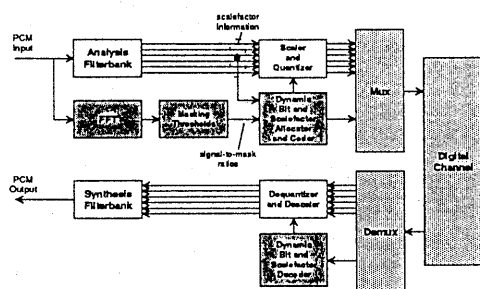 scalefactor
information
PCM
Input
Analysis
Filterbank
Scaler
and
Quantizer
Mux
FFT
Masking
Thresholds
Dynamic
Bit and
Scalefactor
Allocator
and Coder
signal-to-mask
ratios
Digital
Channel
PCM
Output
Synthesis
Filterbank
Dequantizer
and Descaler
Demux
Dynamic
Bit and
Scalefactor
Decoder